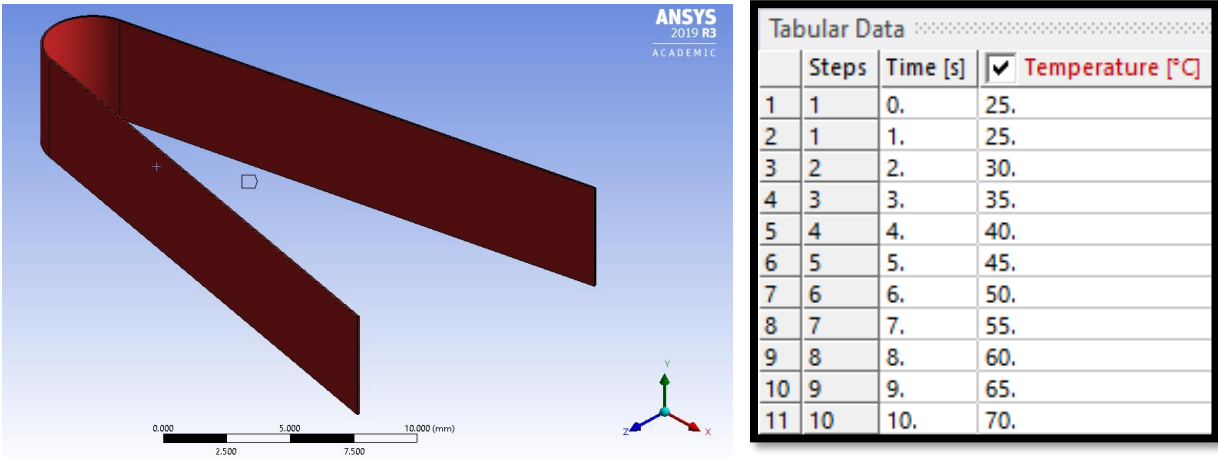 ANSYS
2019 R3
ACADEMIC
Y
Z
X
0.000 5.000 10.000 (mm)
2.500 7.500
Tabular Data
Steps Time [s] Temperature [°C]
1 1 0. 25.
2 1 1. 25.
3 2 2. 30.
4 3 3. 35.
5 4 4. 40.
6 5 5. 45.
7 6 6. 50.
8 7 7. 55.
9 8 8. 60.
10 9 9. 65.
11 10 10. 70.